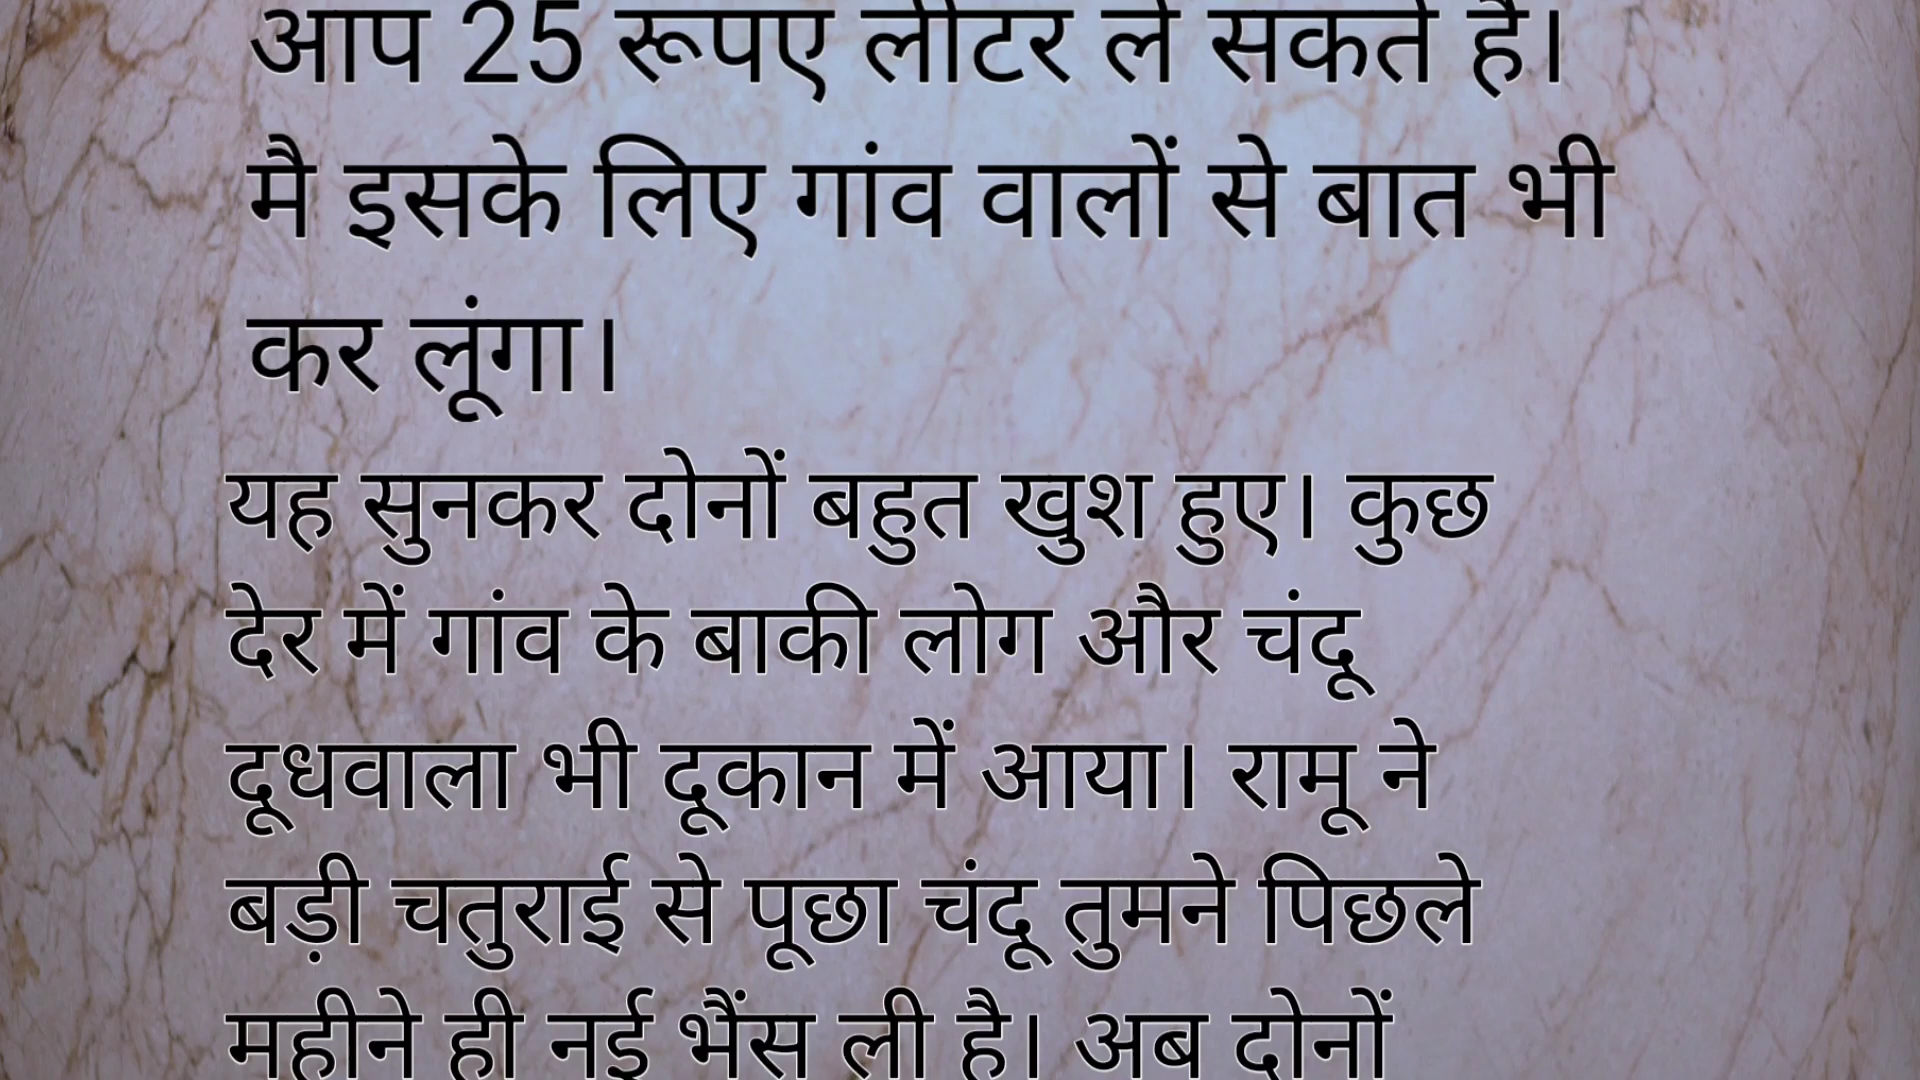 आप 25 रूपए लीटर ले सकते है।
मै इसके लिए गांव वालों से बात भी
कर लूंगा।
यह सुनकर दोनों बहुत खुश हुए। कुछ
देर में गांव के बाकी लोग और चंदू
दूधवाला भी दूकान में आया। रामू ने
बड़ी चतुराई से पूछा चंदू तुमने पिछले
महीने ही नई भैंस ली है। अब दोनों